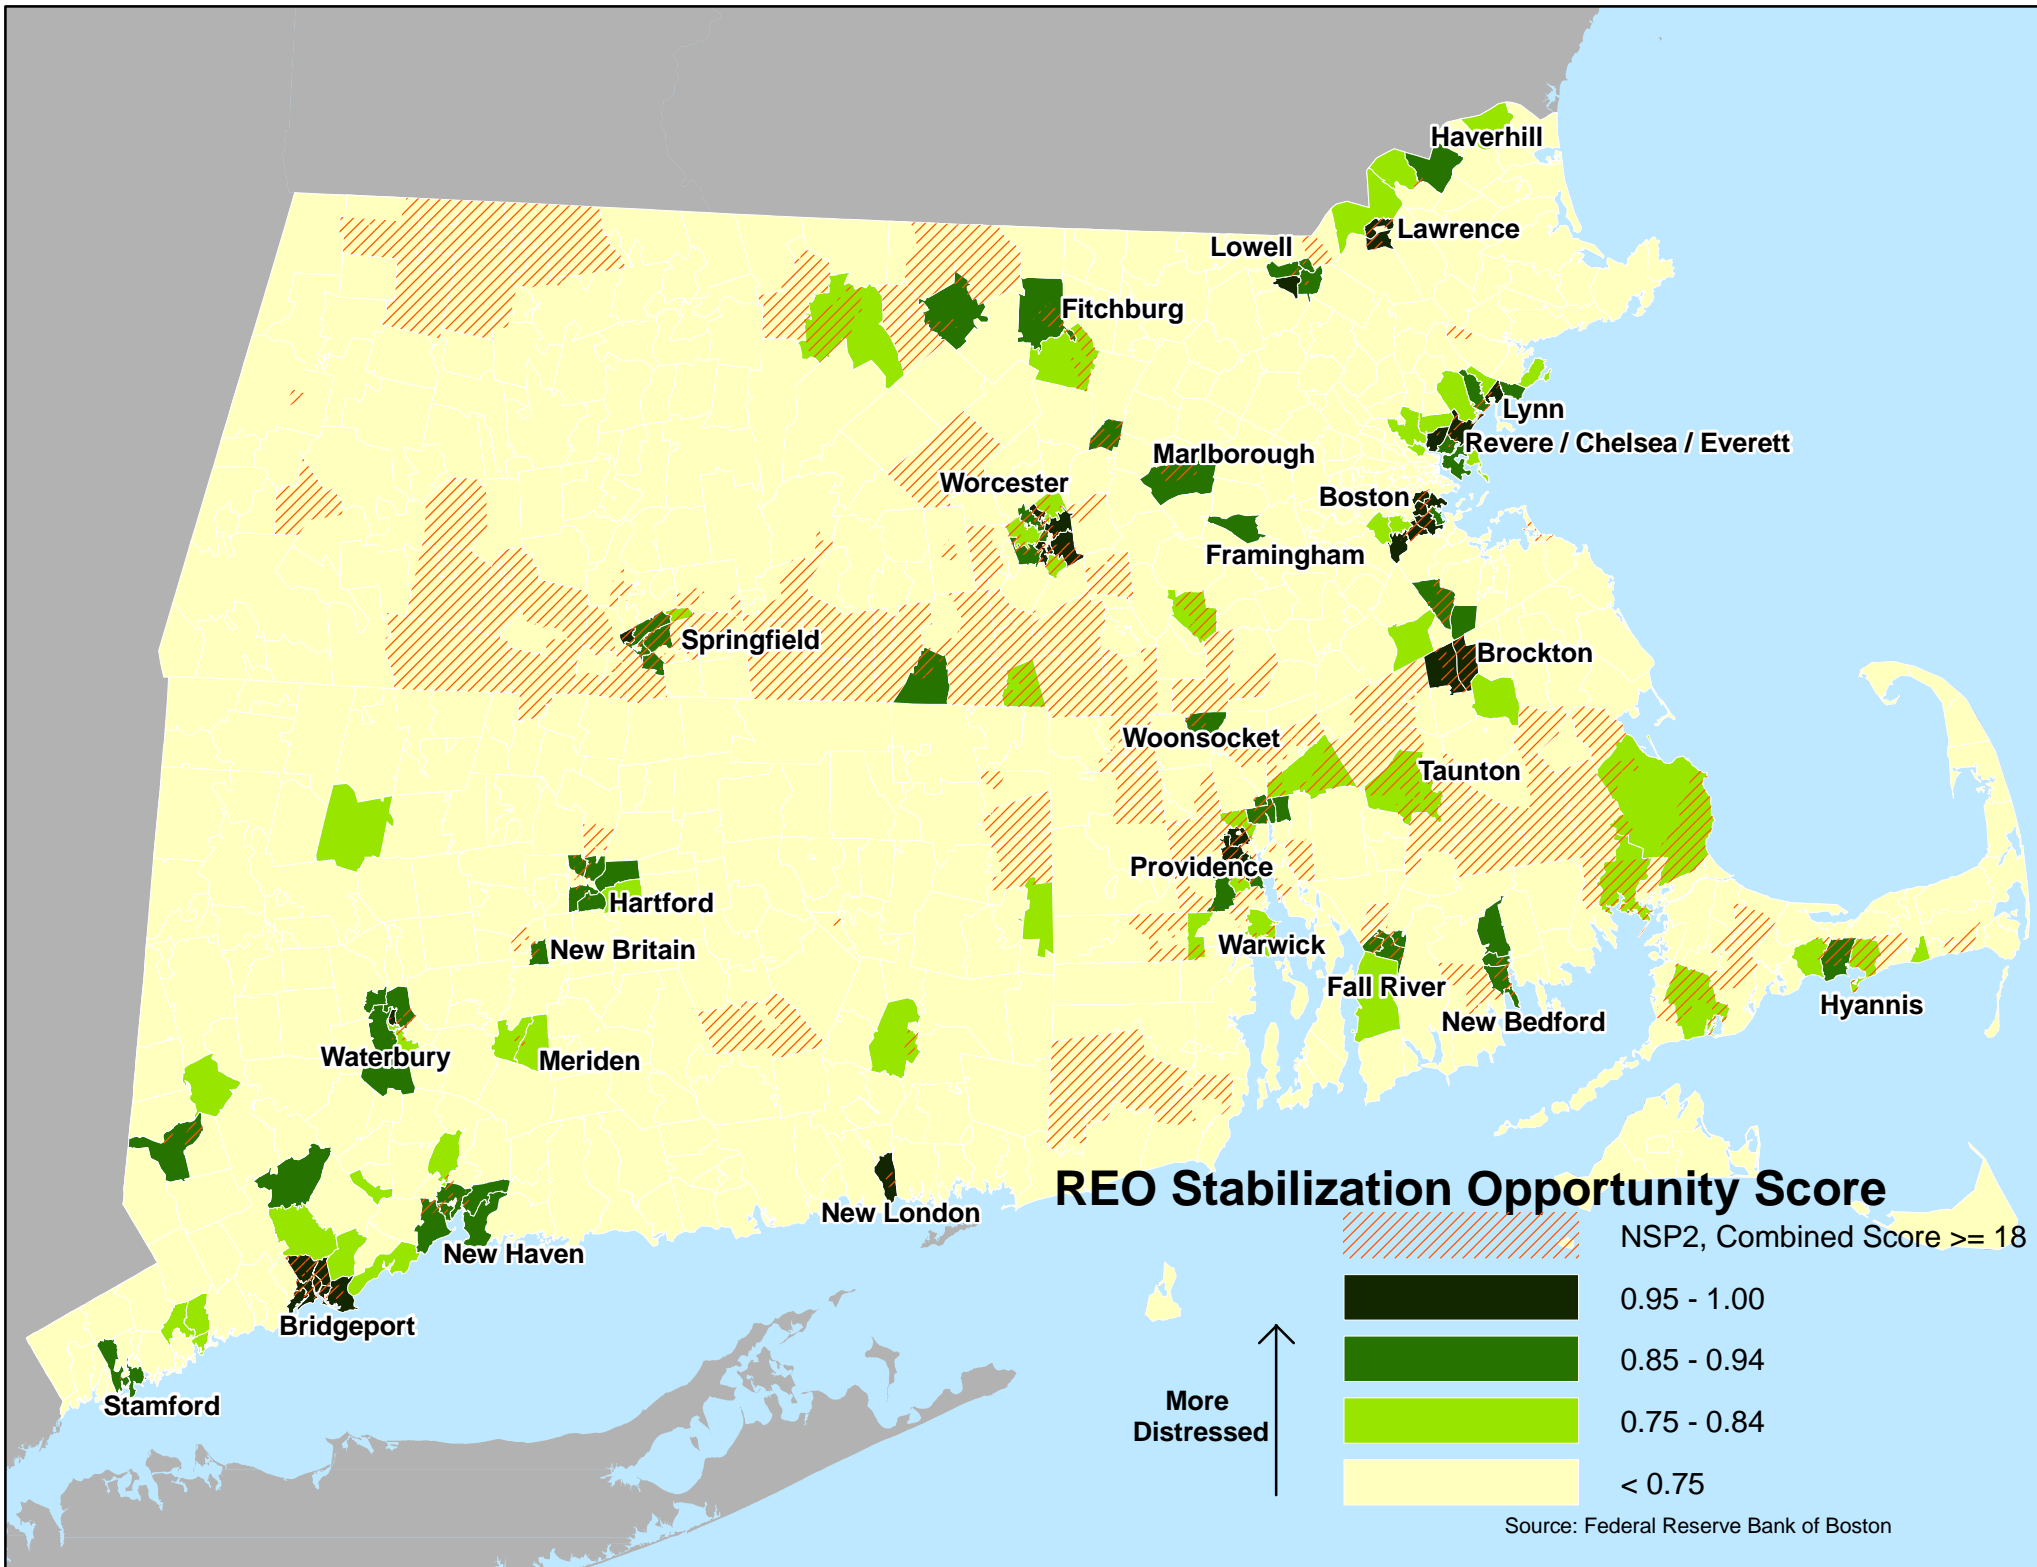 Haverhill
Lawrence
Lowell
Fitchburg
Lynn
Revere / Chelsea / Everett
Marlborough
Worcester
Boston
Framingham
Springfield
Brockton
Woonsocket
Taunton
Providence
Hartford
New Britain
Warwick
Fall River
New Bedford
Hyannis
Waterbury
Meriden
New London
New Haven
Bridgeport
Stamford
REO Stabilization Opportunity Score
NSP2, Combined Score >= 18
0.95 - 1.00
0.85 - 0.94
0.75 - 0.84
< 0.75
More
Distressed
Source: Federal Reserve Bank of Boston